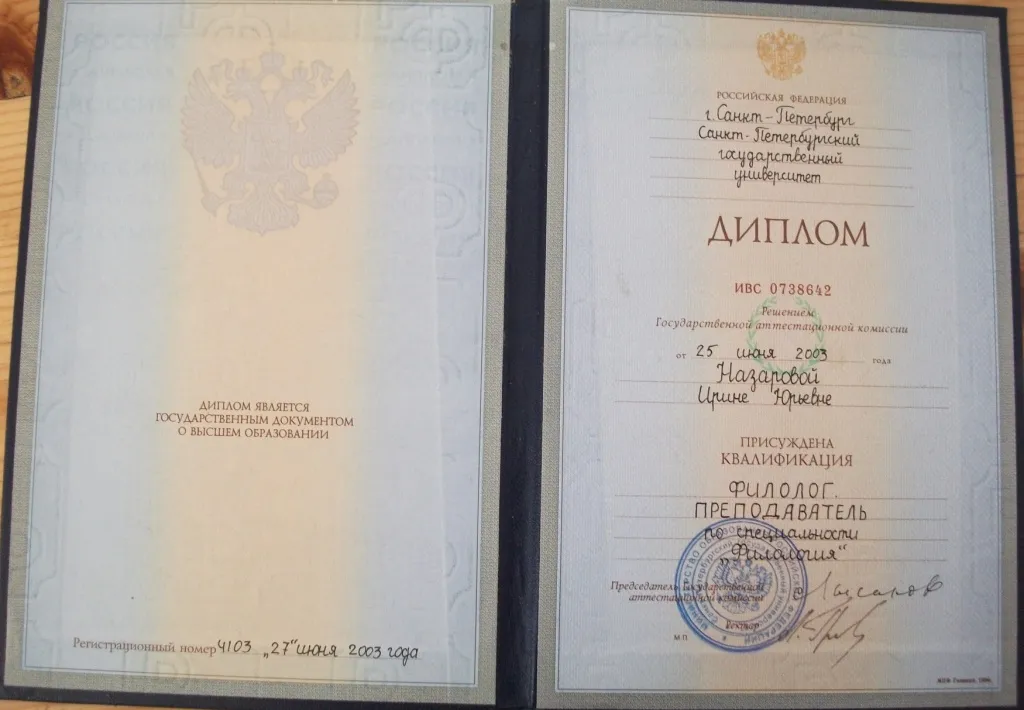 ДИПЛОМ ЯВЛЯЕТСЯ
ГОСУДАРСТВЕННЫМ ДОКУМЕНТОМ
О ВЫСШЕМ ОБРАЗОВАНИИ
Регистрационный номер 4103 „27“ июня 2003 года
РОССИЙСКАЯ ФЕДЕРАЦИЯ
г. Санкт-Петербург
Санкт-Петербургский
государственный
университет
ДИПЛОМ
ИВС 0738642
Решением
Государственной аттестационной комиссии
от 25 июня 2003 года
Назаровой
Ирине Юрьевне
ПРИСУЖДЕНА
КВАЛИФИКАЦИЯ
ФИЛОЛОГ.
ПРЕПОДАВАТЕЛЬ
по специальности
„Филология“
Председатель Государственной
аттестационной комиссии
Ректор
М.П.